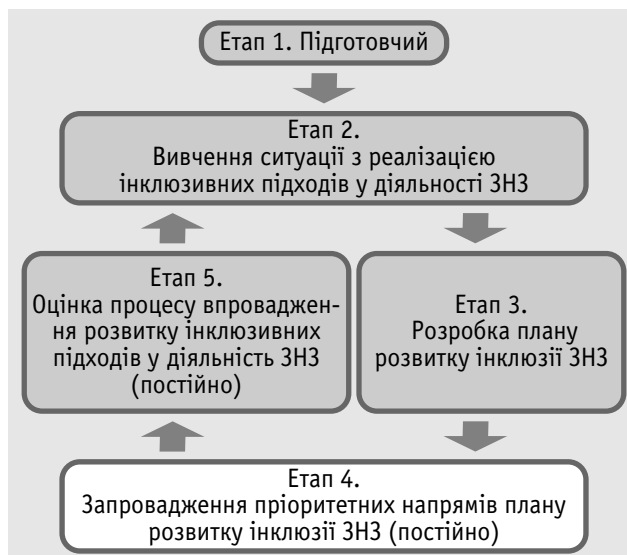 Етап 1. Підготовчий
Етап 2.
Вивчення ситуації з реалізацією
інклюзивних підходів у діяльності ЗНЗ
Етап 5.
Оцінка процесу впроваджен-
ня розвитку інклюзивних
підходів у діяльність ЗНЗ
(постійно)
Етап 3.
Розробка плану
розвитку інклюзії ЗНЗ
Етап 4.
Запровадження пріоритетних напрямів плану
розвитку інклюзії ЗНЗ (постійно)